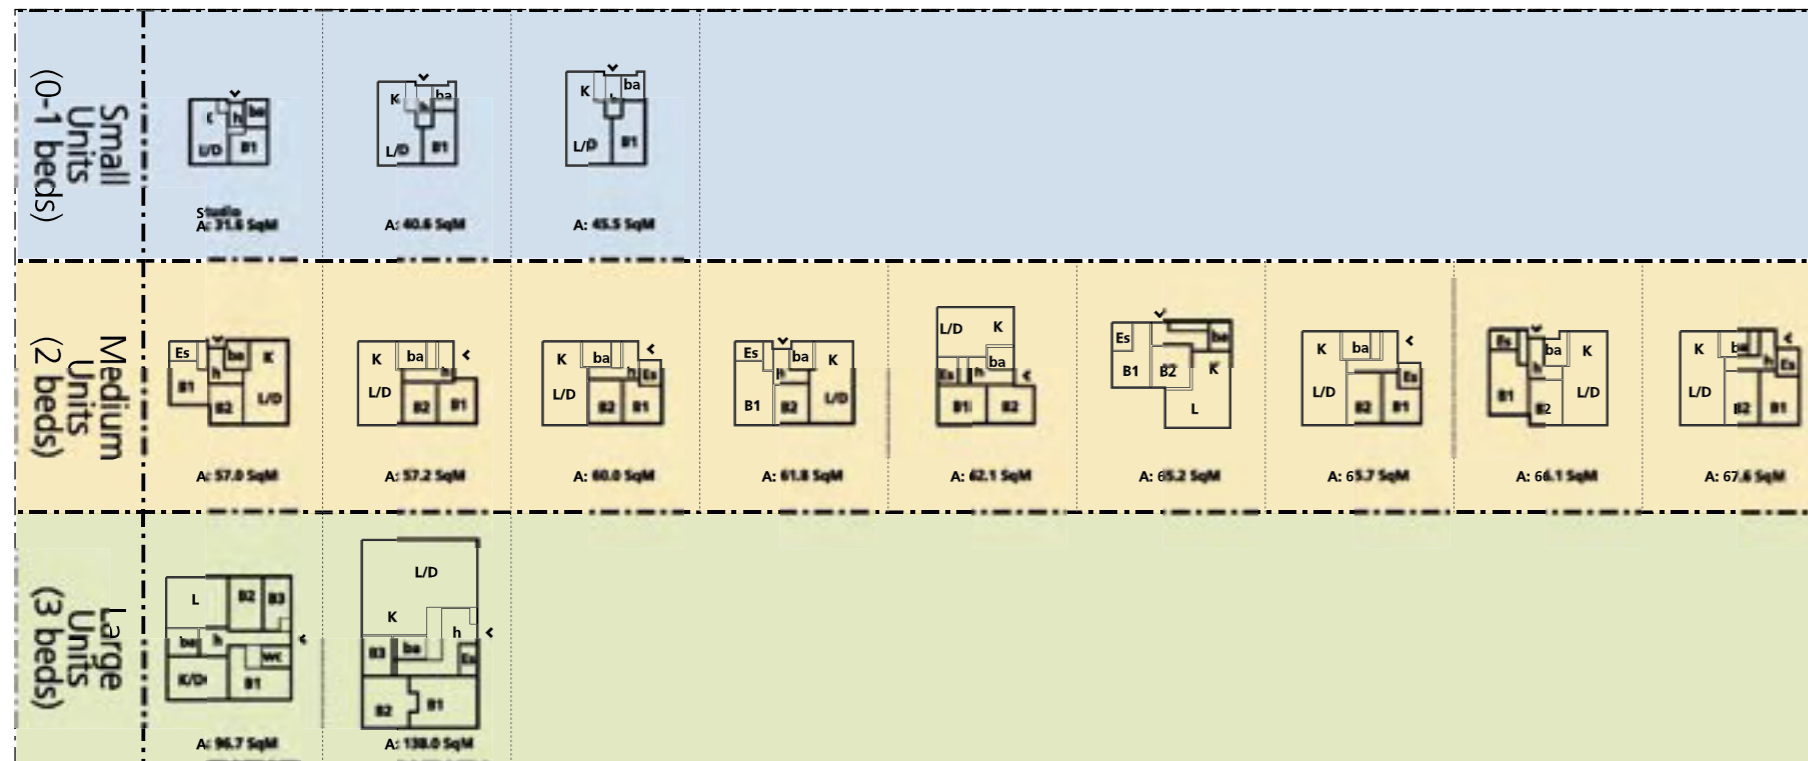 Small
Units
(0-1 beds)
K h ba
L/D B1
Studio
A: 31.6 SqM
K ba
h
L/D B1
A: 40.6 SqM
K ba
h
L/D B1
A: 45.5 SqM
Medium
Units
(2 beds)
Es ba K
h
B1 B2 L/D
A: 57.0 SqM
K ba
h
L/D B2 B1
A: 57.2 SqM
K ba
h Es
L/D B2 B1
A: 60.0 SqM
Es ba K
h
B1 B2 L/D
A: 61.8 SqM
L/D K
ba
Es h
B1 B2
A: 62.1 SqM
Es ba
B1 B2 K
L
A: 65.2 SqM
K ba
Es
L/D B2 B1
A: 65.7 SqM
Es ba K
h
B1 B2 L/D
A: 66.1 SqM
K ba
h Es
L/D B2 B1
A: 67.6 SqM
Large
Units
(3 beds)
L B2 B3
ba h
wc
K/D B1
A: 96.7 SqM
L/D
K
h
B3 ba Es
B2 B1
A: 138.0 SqM